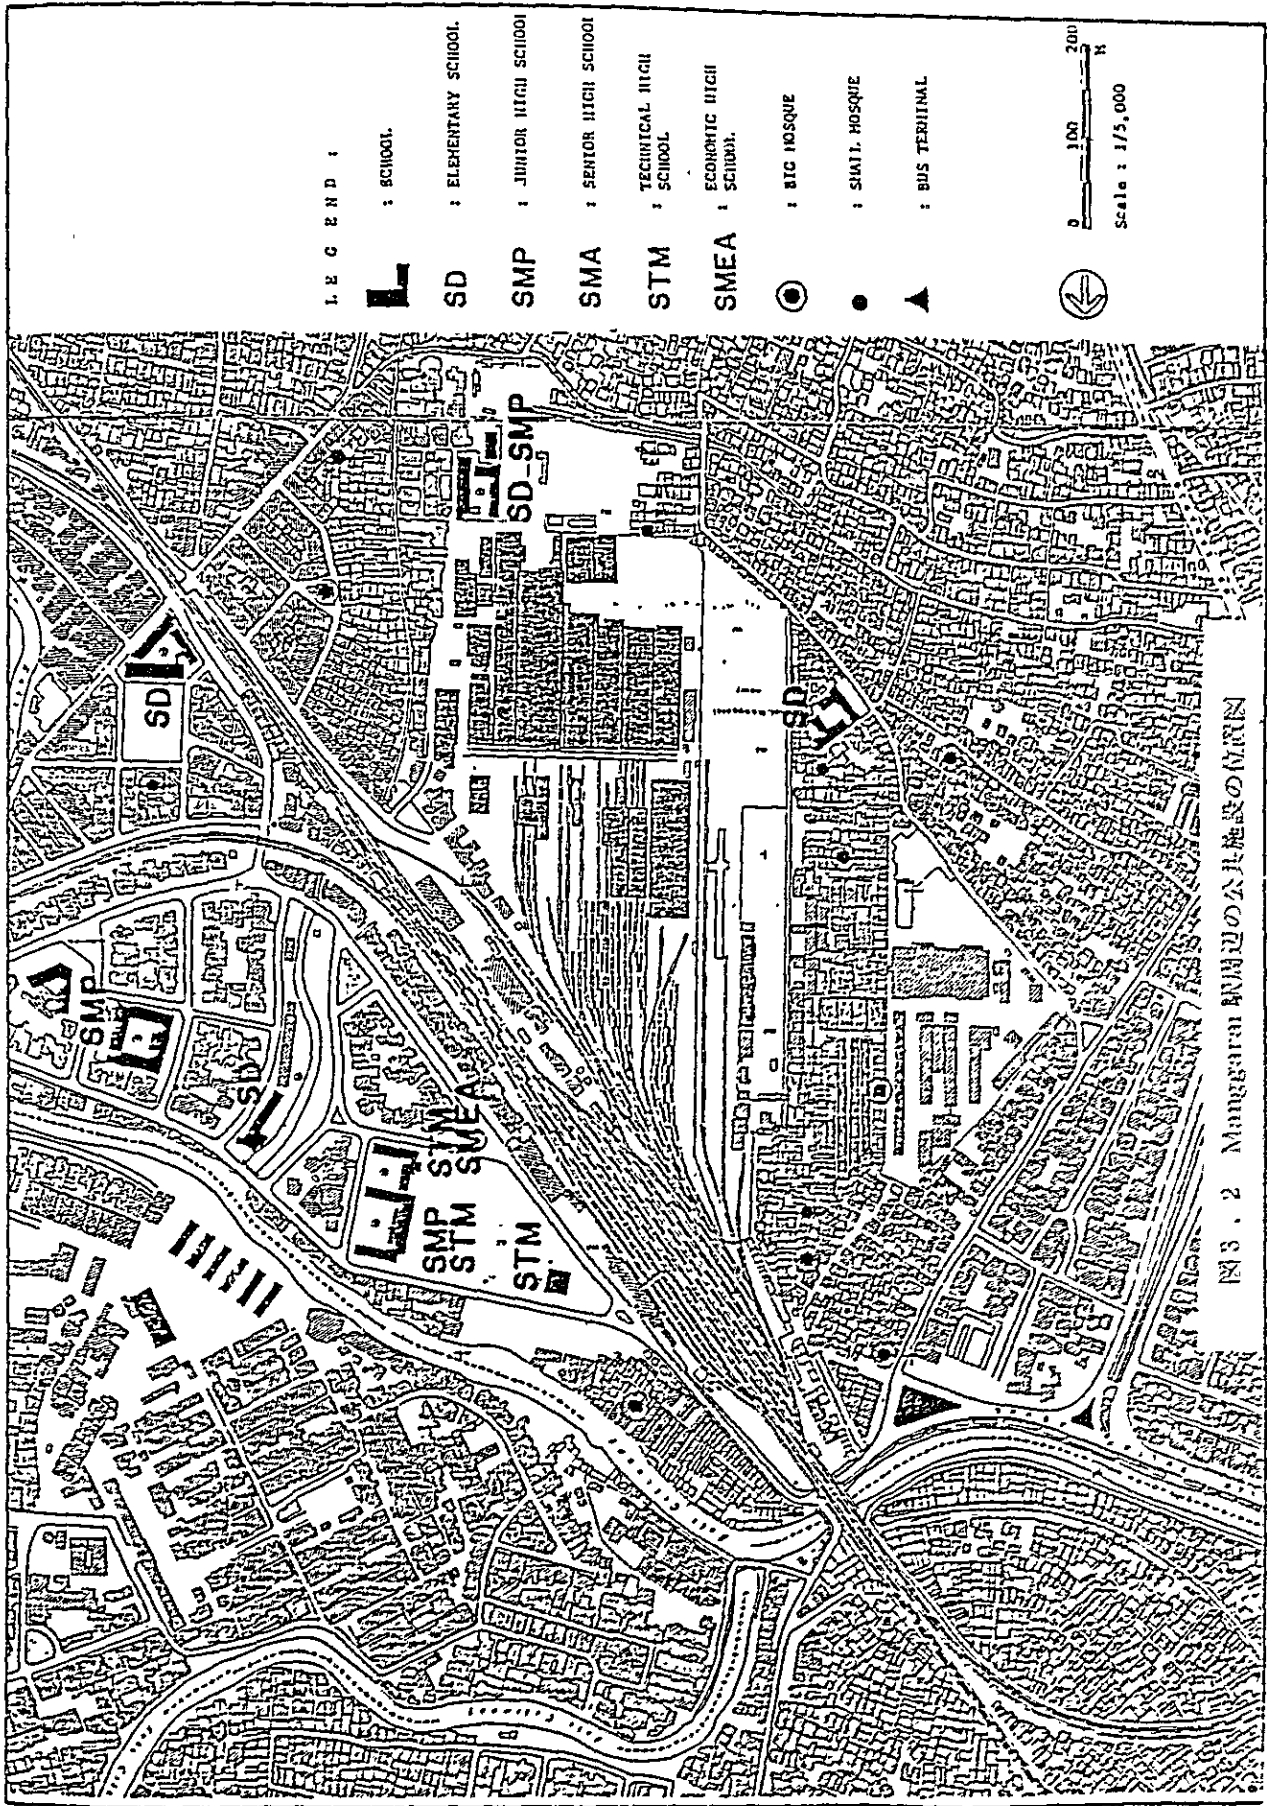 L E G E N D :
: SCHOOL
SD : ELEMENTARY SCHOOL
SMP : JUNIOR HIGH SCHOOL
SMA : SENIOR HIGH SCHOOL
STM : TECHNICAL HIGH
SCHOOL
SMEA : ECONOMIC HIGH
SCHOOL
: BIG MOSQUE
: SMALL MOSQUE
: BUS TERMINAL
0 100 200
M
Scale : 1/5,000
SD
SD-SMP
SMP
SD
STM
SMEA
SMP
STM
STM
SD
図3.2 Manggarai 駅周辺の公共施設の位置図